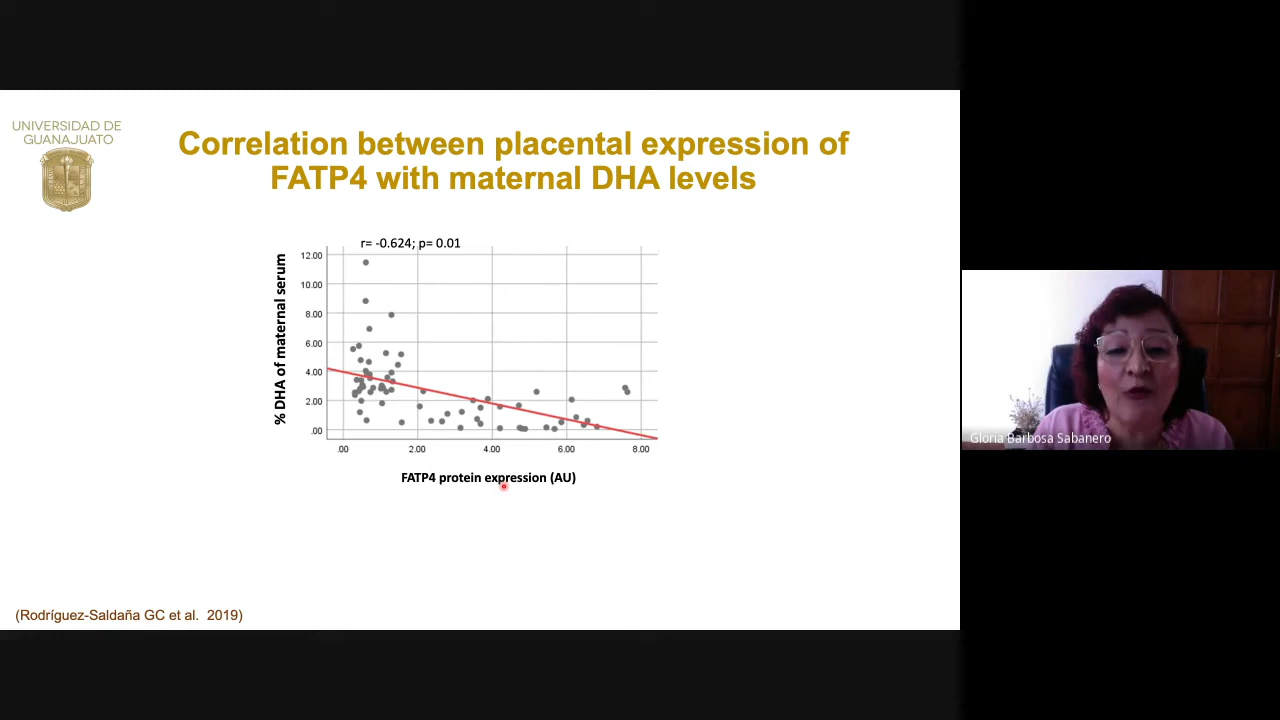 UNIVERSIDAD DE
GUANAJUATO
Correlation between placental expression of
FATP4 with maternal DHA levels
r= -0.624; p= 0.01
% DHA of maternal serum
12.00
10.00
8.00
6.00
4.00
2.00
.00
.00 2.00 4.00 6.00 8.00
FATP4 protein expression (AU)
(Rodríguez-Saldaña GC et al. 2019)
Gloria Barbosa Sabanero